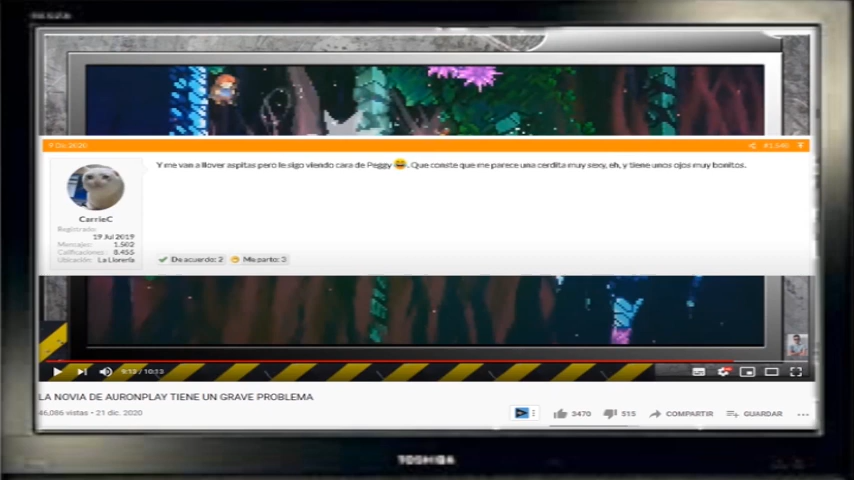 9 Dic 2020
#1.546
Y me van a llover aspitas pero le sigo viendo cara de Peggy 😄. Que conste que me parece una cerdita muy sexy, eh, y tiene unos ojos muy bonitos.
CarrieC
Registrado:
19 Jul 2019
Mensajes: 1.502
Calificaciones: 8.455
Ubicación: La Llorería
De acuerdo: 2 Me parto: 3
9:13 / 10:13
LA NOVIA DE AURONPLAY TIENE UN GRAVE PROBLEMA
46,086 vistas • 21 dic. 2020
3470 515 COMPARTIR GUARDAR
TOSHIBA